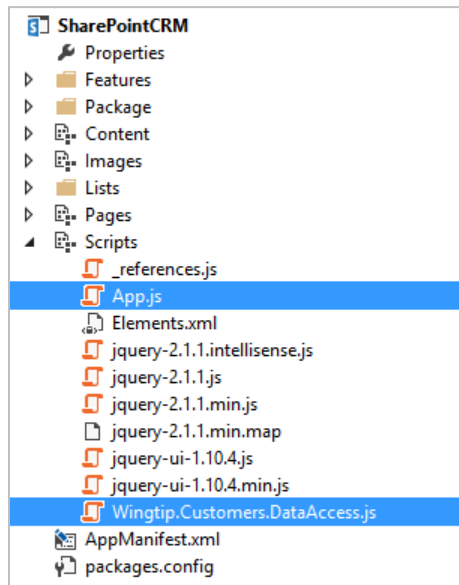 SharePointCRM
Properties
Features
Package
Content
Images
Lists
Pages
Scripts
_references.js
App.js
Elements.xml
jquery-2.1.1.intellisense.js
jquery-2.1.1.js
jquery-2.1.1.min.js
jquery-2.1.1.min.map
jquery-ui-1.10.4.js
jquery-ui-1.10.4.min.js
Wingtip.Customers.DataAccess.js
AppManifest.xml
packages.config